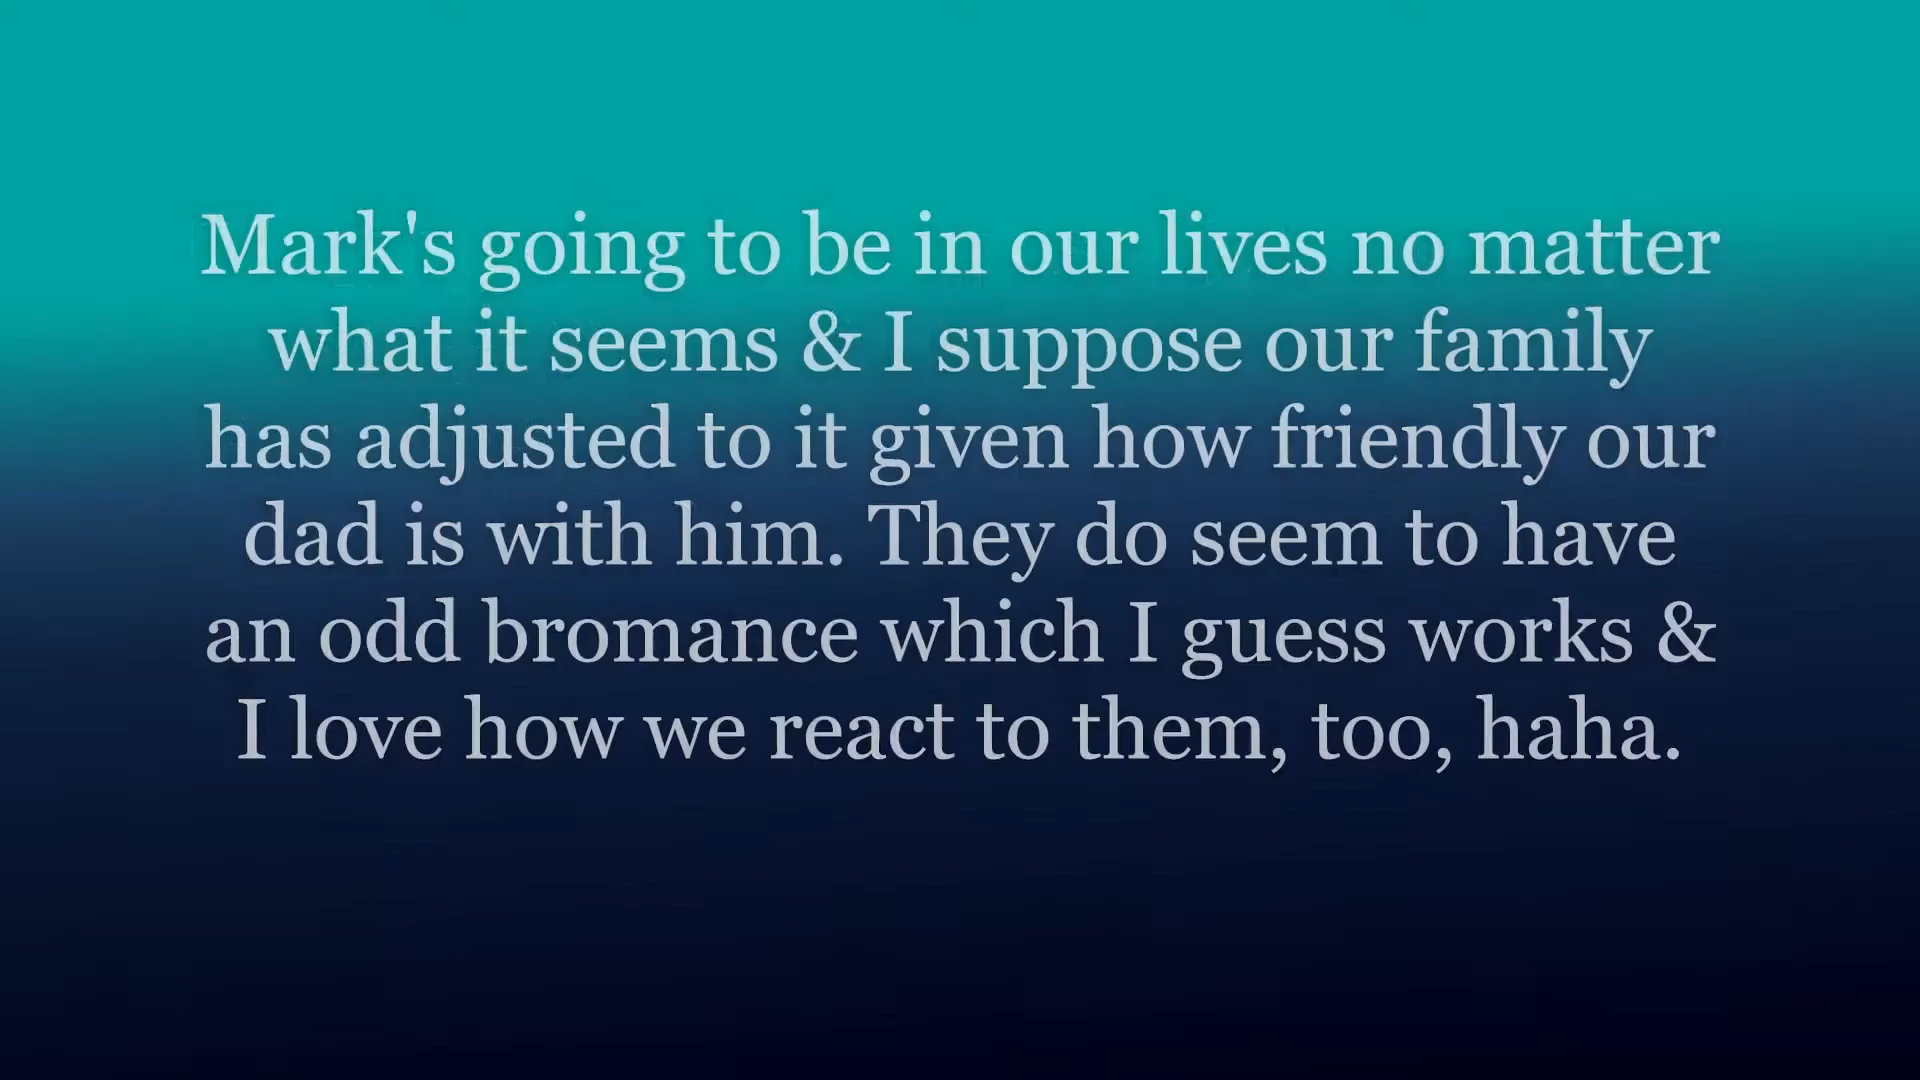 Mark's going to be in our lives no matter
what it seems & I suppose our family
has adjusted to it given how friendly our
dad is with him. They do seem to have
an odd bromance which I guess works &
I love how we react to them, too, haha.